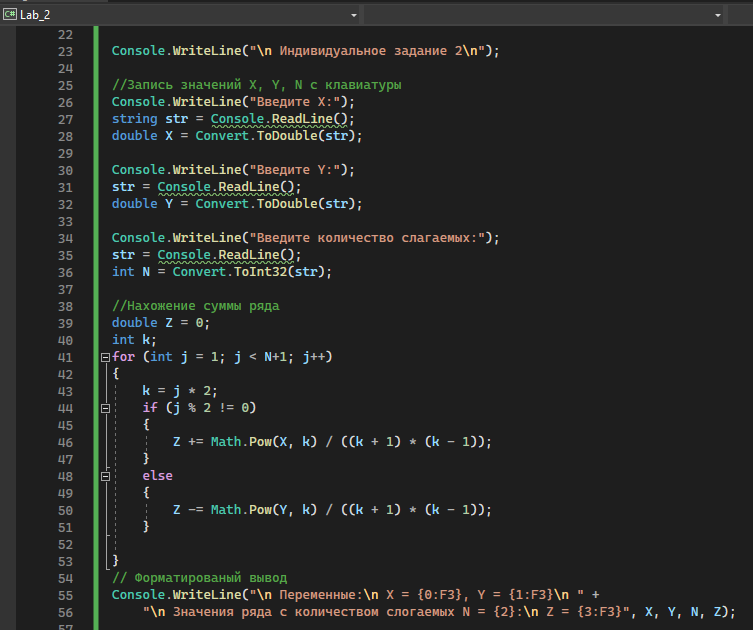 C# Lab_2
22
23 Console.WriteLine("\n Индивидуальное задание 2\n");
24
25 //Запись значений X, Y, N с клавиатуры
26 Console.WriteLine("Введите X:");
27 string str = Console.ReadLine();
28 double X = Convert.ToDouble(str);
29
30 Console.WriteLine("Введите Y:");
31 str = Console.ReadLine();
32 double Y = Convert.ToDouble(str);
33
34 Console.WriteLine("Введите количество слагаемых:");
35 str = Console.ReadLine();
36 int N = Convert.ToInt32(str);
37
38 //Нахожение суммы ряда
39 double Z = 0;
40 int k;
41 for (int j = 1; j < N+1; j++)
42 {
43 k = j * 2;
44 if (j % 2 != 0)
45 {
46 Z += Math.Pow(X, k) / ((k + 1) * (k - 1));
47 }
48 else
49 {
50 Z -= Math.Pow(Y, k) / ((k + 1) * (k - 1));
51 }
52
53 }
54 // Форматированый вывод
55 Console.WriteLine("\n Переменные:\n X = {0:F3}, Y = {1:F3}\n " +
56 "\n Значения ряда с количеством слогаемых N = {2}:\n Z = {3:F3}", X, Y, N, Z);
57